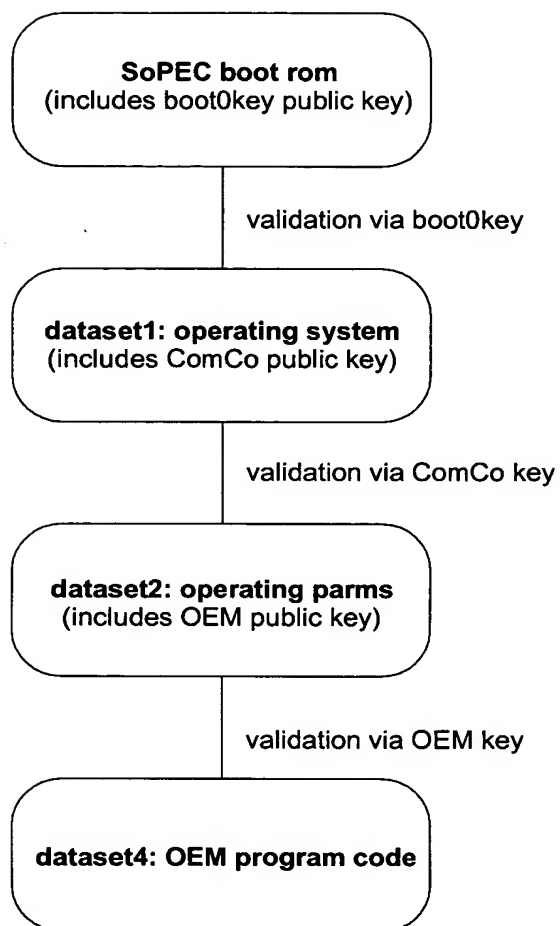 SoPEC boot rom
(includes boot0key public key)
validation via boot0key
dataset1: operating system
(includes ComCo public key)
validation via ComCo key
dataset2: operating parms
(includes OEM public key)
validation via OEM key
dataset4: OEM program code